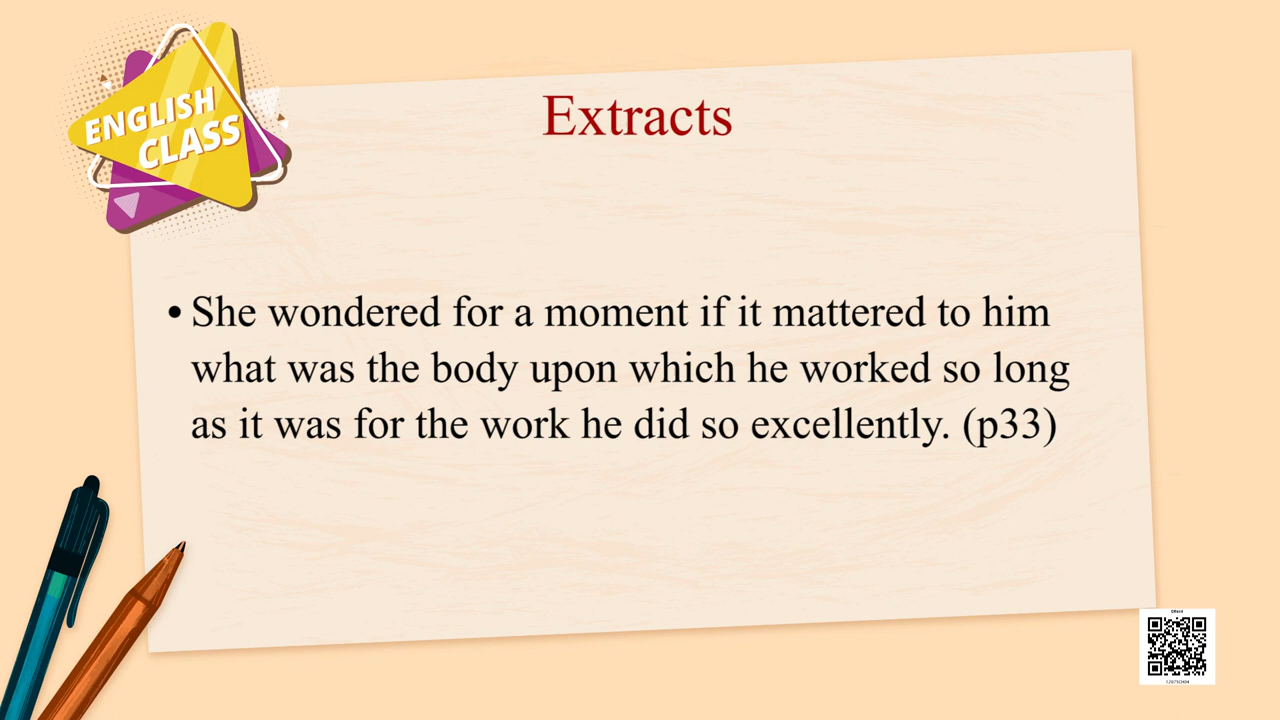 ENGLISH
CLASS
Extracts
• She wondered for a moment if it mattered to him
what was the body upon which he worked so long
as it was for the work he did so excellently. (p33)
12075CH04